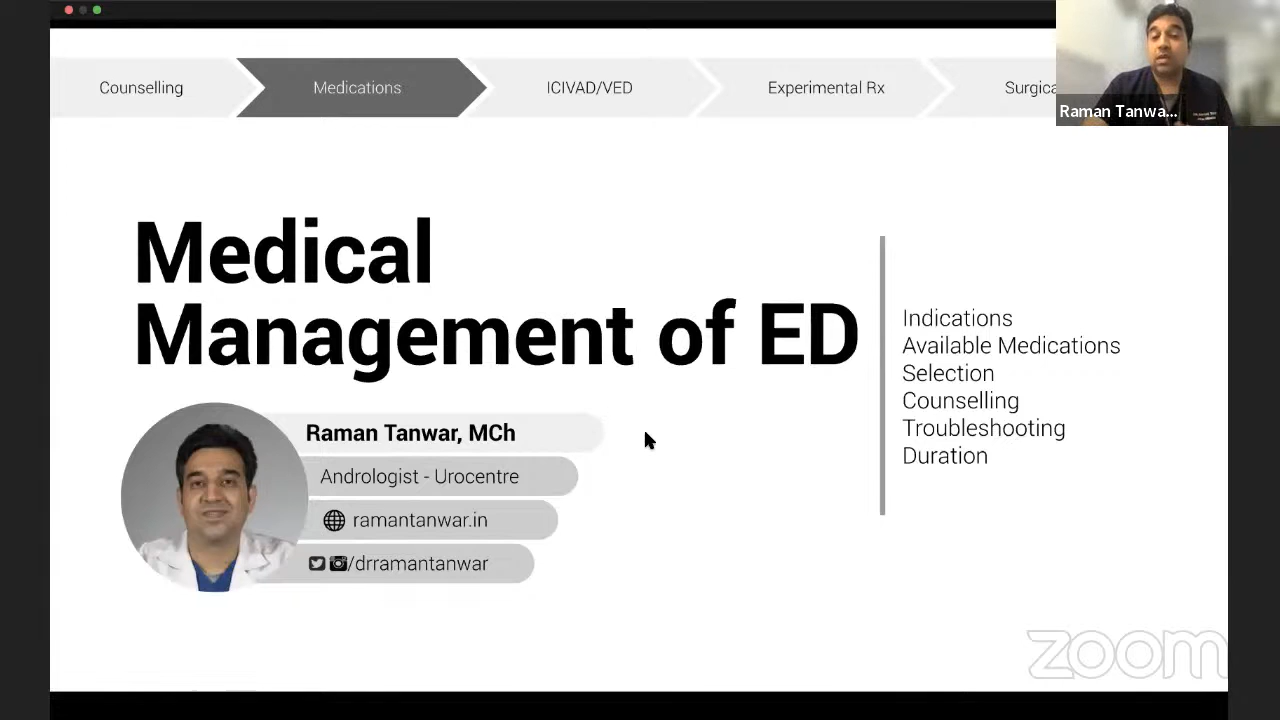 Counselling
Medications
ICIVAD/VED
Experimental Rx
Surgica
Raman Tanwa...
Medical
Management of ED
Indications
Available Medications
Selection
Counselling
Troubleshooting
Duration
Raman Tanwar, MCh
Andrologist - Urocentre
ramantanwar.in
/drramantanwar
zoom